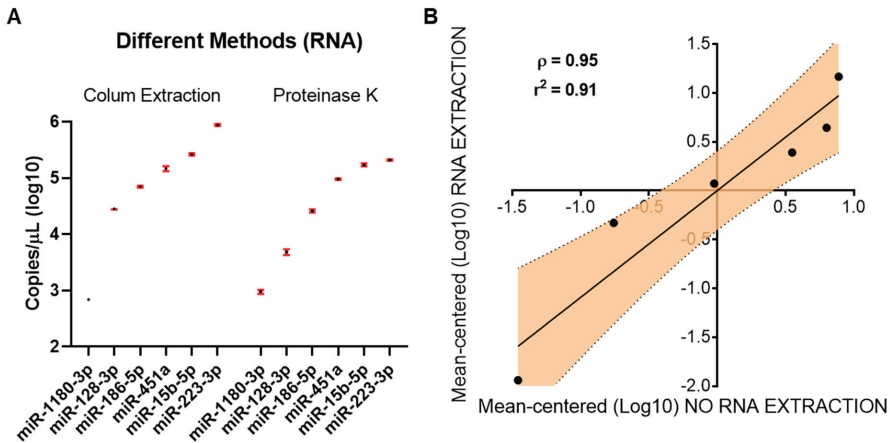 A
Different Methods (RNA)
Colum Extraction
Proteinase K
Copies/μL (log10)
6
5
4
3
2
miR-1180-3p
miR-128-3p
miR-186-5p
miR-451a
miR-15b-5p
miR-223-3p
miR-1180-3p
miR-128-3p
miR-186-5p
miR-451a
miR-15b-5p
miR-223-3p
B
ρ = 0.95
r² = 0.91
Mean-centered (Log10) RNA EXTRACTION
1.5
1.0
0.5
-1.5
-1.0
-0.5
0.5
1.0
-0.5
-1.0
-1.5
-2.0
Mean-centered (Log10) NO RNA EXTRACTION